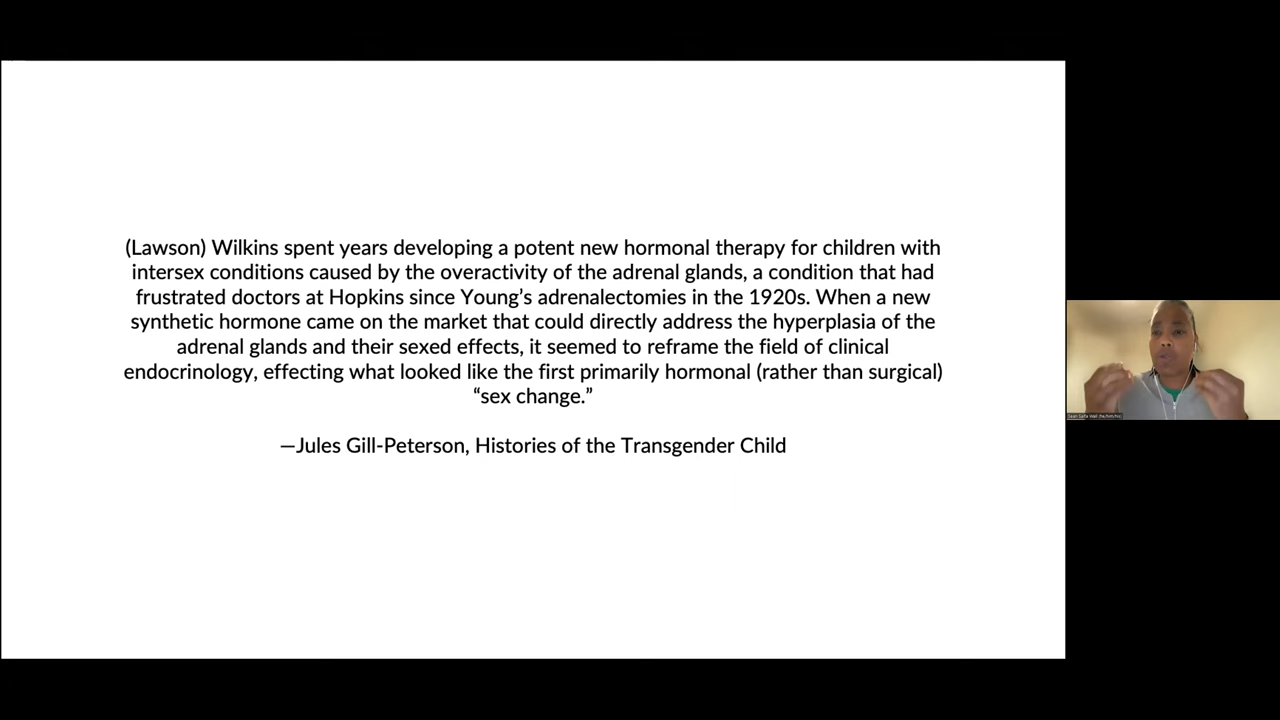 (Lawson) Wilkins spent years developing a potent new hormonal therapy for children with
intersex conditions caused by the overactivity of the adrenal glands, a condition that had
frustrated doctors at Hopkins since Young’s adrenalectomies in the 1920s. When a new
synthetic hormone came on the market that could directly address the hyperplasia of the
adrenal glands and their sexed effects, it seemed to reframe the field of clinical
endocrinology, effecting what looked like the first primarily hormonal (rather than surgical)
“sex change.”
—Jules Gill-Peterson, Histories of the Transgender Child